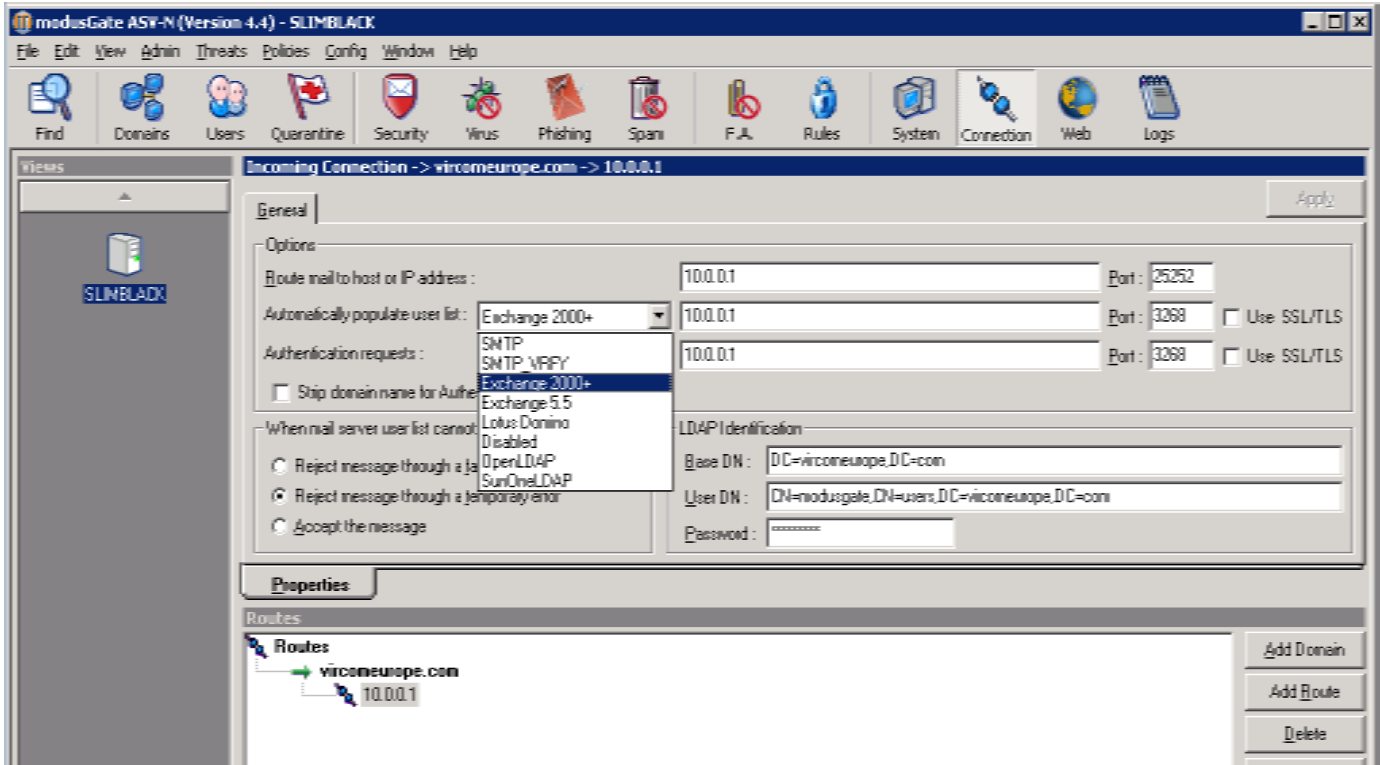 modusGate ASV-N (Version 4.4) - SLIMBLACK
File Edit View Admin Threats Policies Config Window Help
Find Domains Users Quarantine Security Virus Phishing Spam F.A. Rules System Connection Web Logs
Views
Incoming Connection -> vircomeurope.com -> 10.0.0.1
Apply
General
SLIMBLACK
Options
Route mail to host or IP address : 10.0.0.1 Port : 25252
Automatically populate user list : Exchange 2000+ 10.0.0.1 Port : 3268 Use SSL/TLS
Authentication requests : 10.0.0.1 Port : 3268 Use SSL/TLS
SMTP
SMTP_VRFY
Exchange 2000+
Exchange 5.5
Lotus Domino
Disabled
OpenLDAP
SunOneLDAP
Strip domain name for Authe
When mail server user list cannot
Reject message through a
Reject message through a temporary error
Accept the message
LDAP Identification
Base DN : DC=vircomeurope,DC=com
User DN : CN=modusgate,CN=users,DC=vircomeurope,DC=com
Password :
Properties
Routes
Routes
vircomeurope.com
10.0.0.1
Add Domain
Add Route
Delete